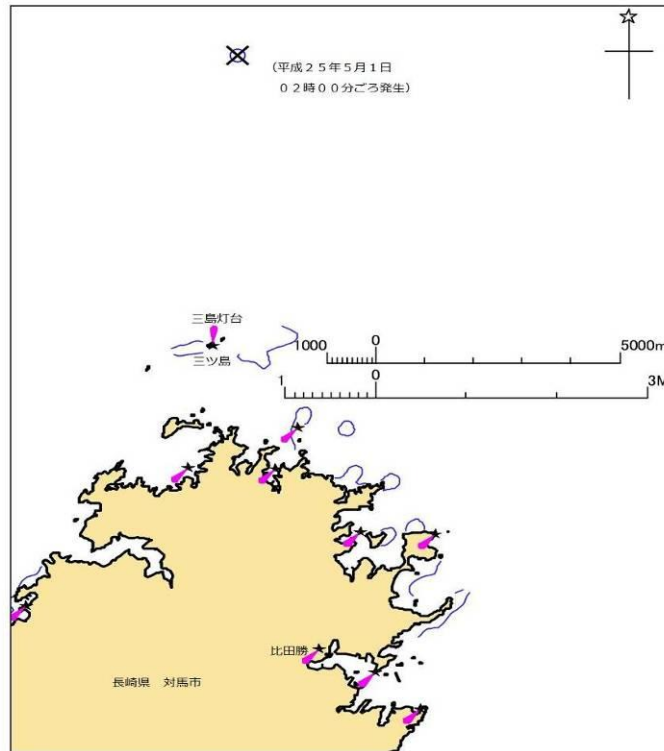 (平成２５年５月１日
０２時００分ごろ発生)
三島灯台
三ツ島
1000 0 5000m
1 0 3M
比田勝
長崎県 対馬市